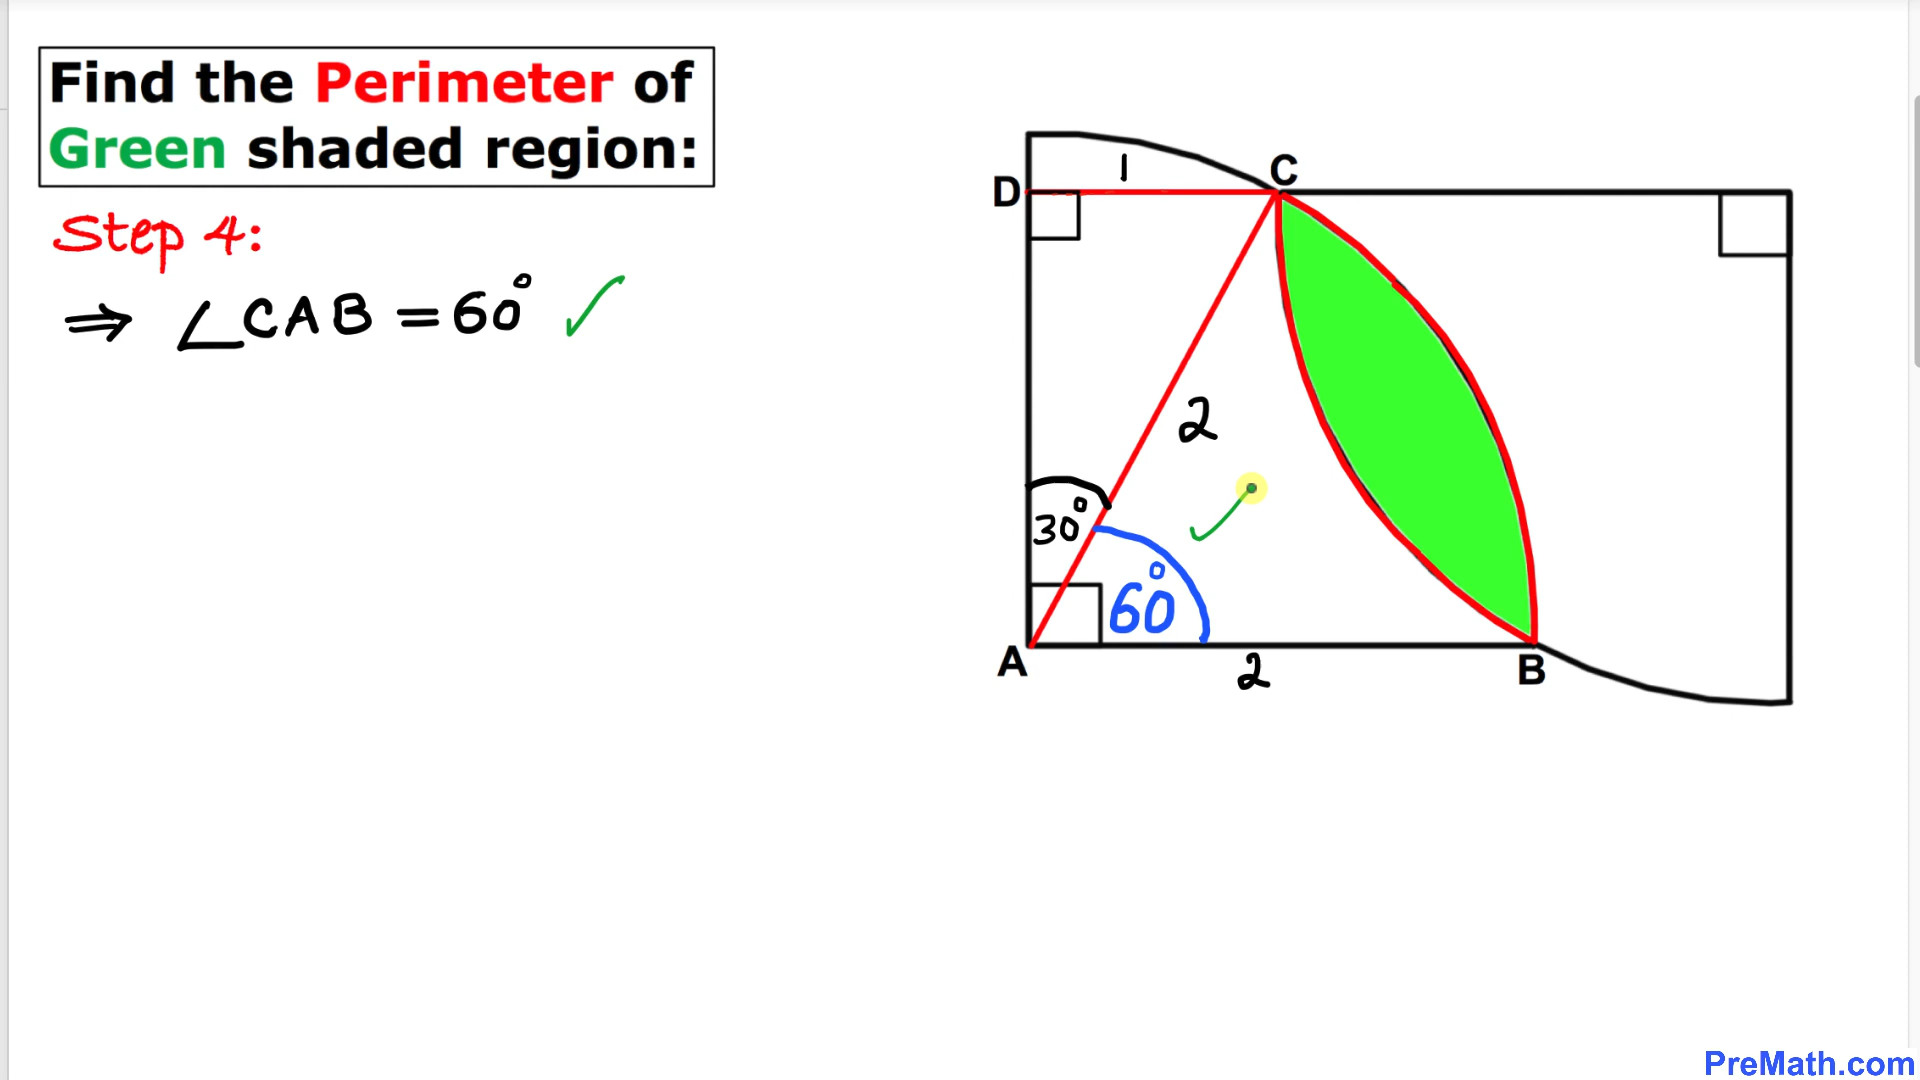 Find the Perimeter of
Green shaded region:
Step 4:
⇒ ∠CAB = 60° ✓
D
1
C
2
30°
60°
A
2
B
PreMath.com